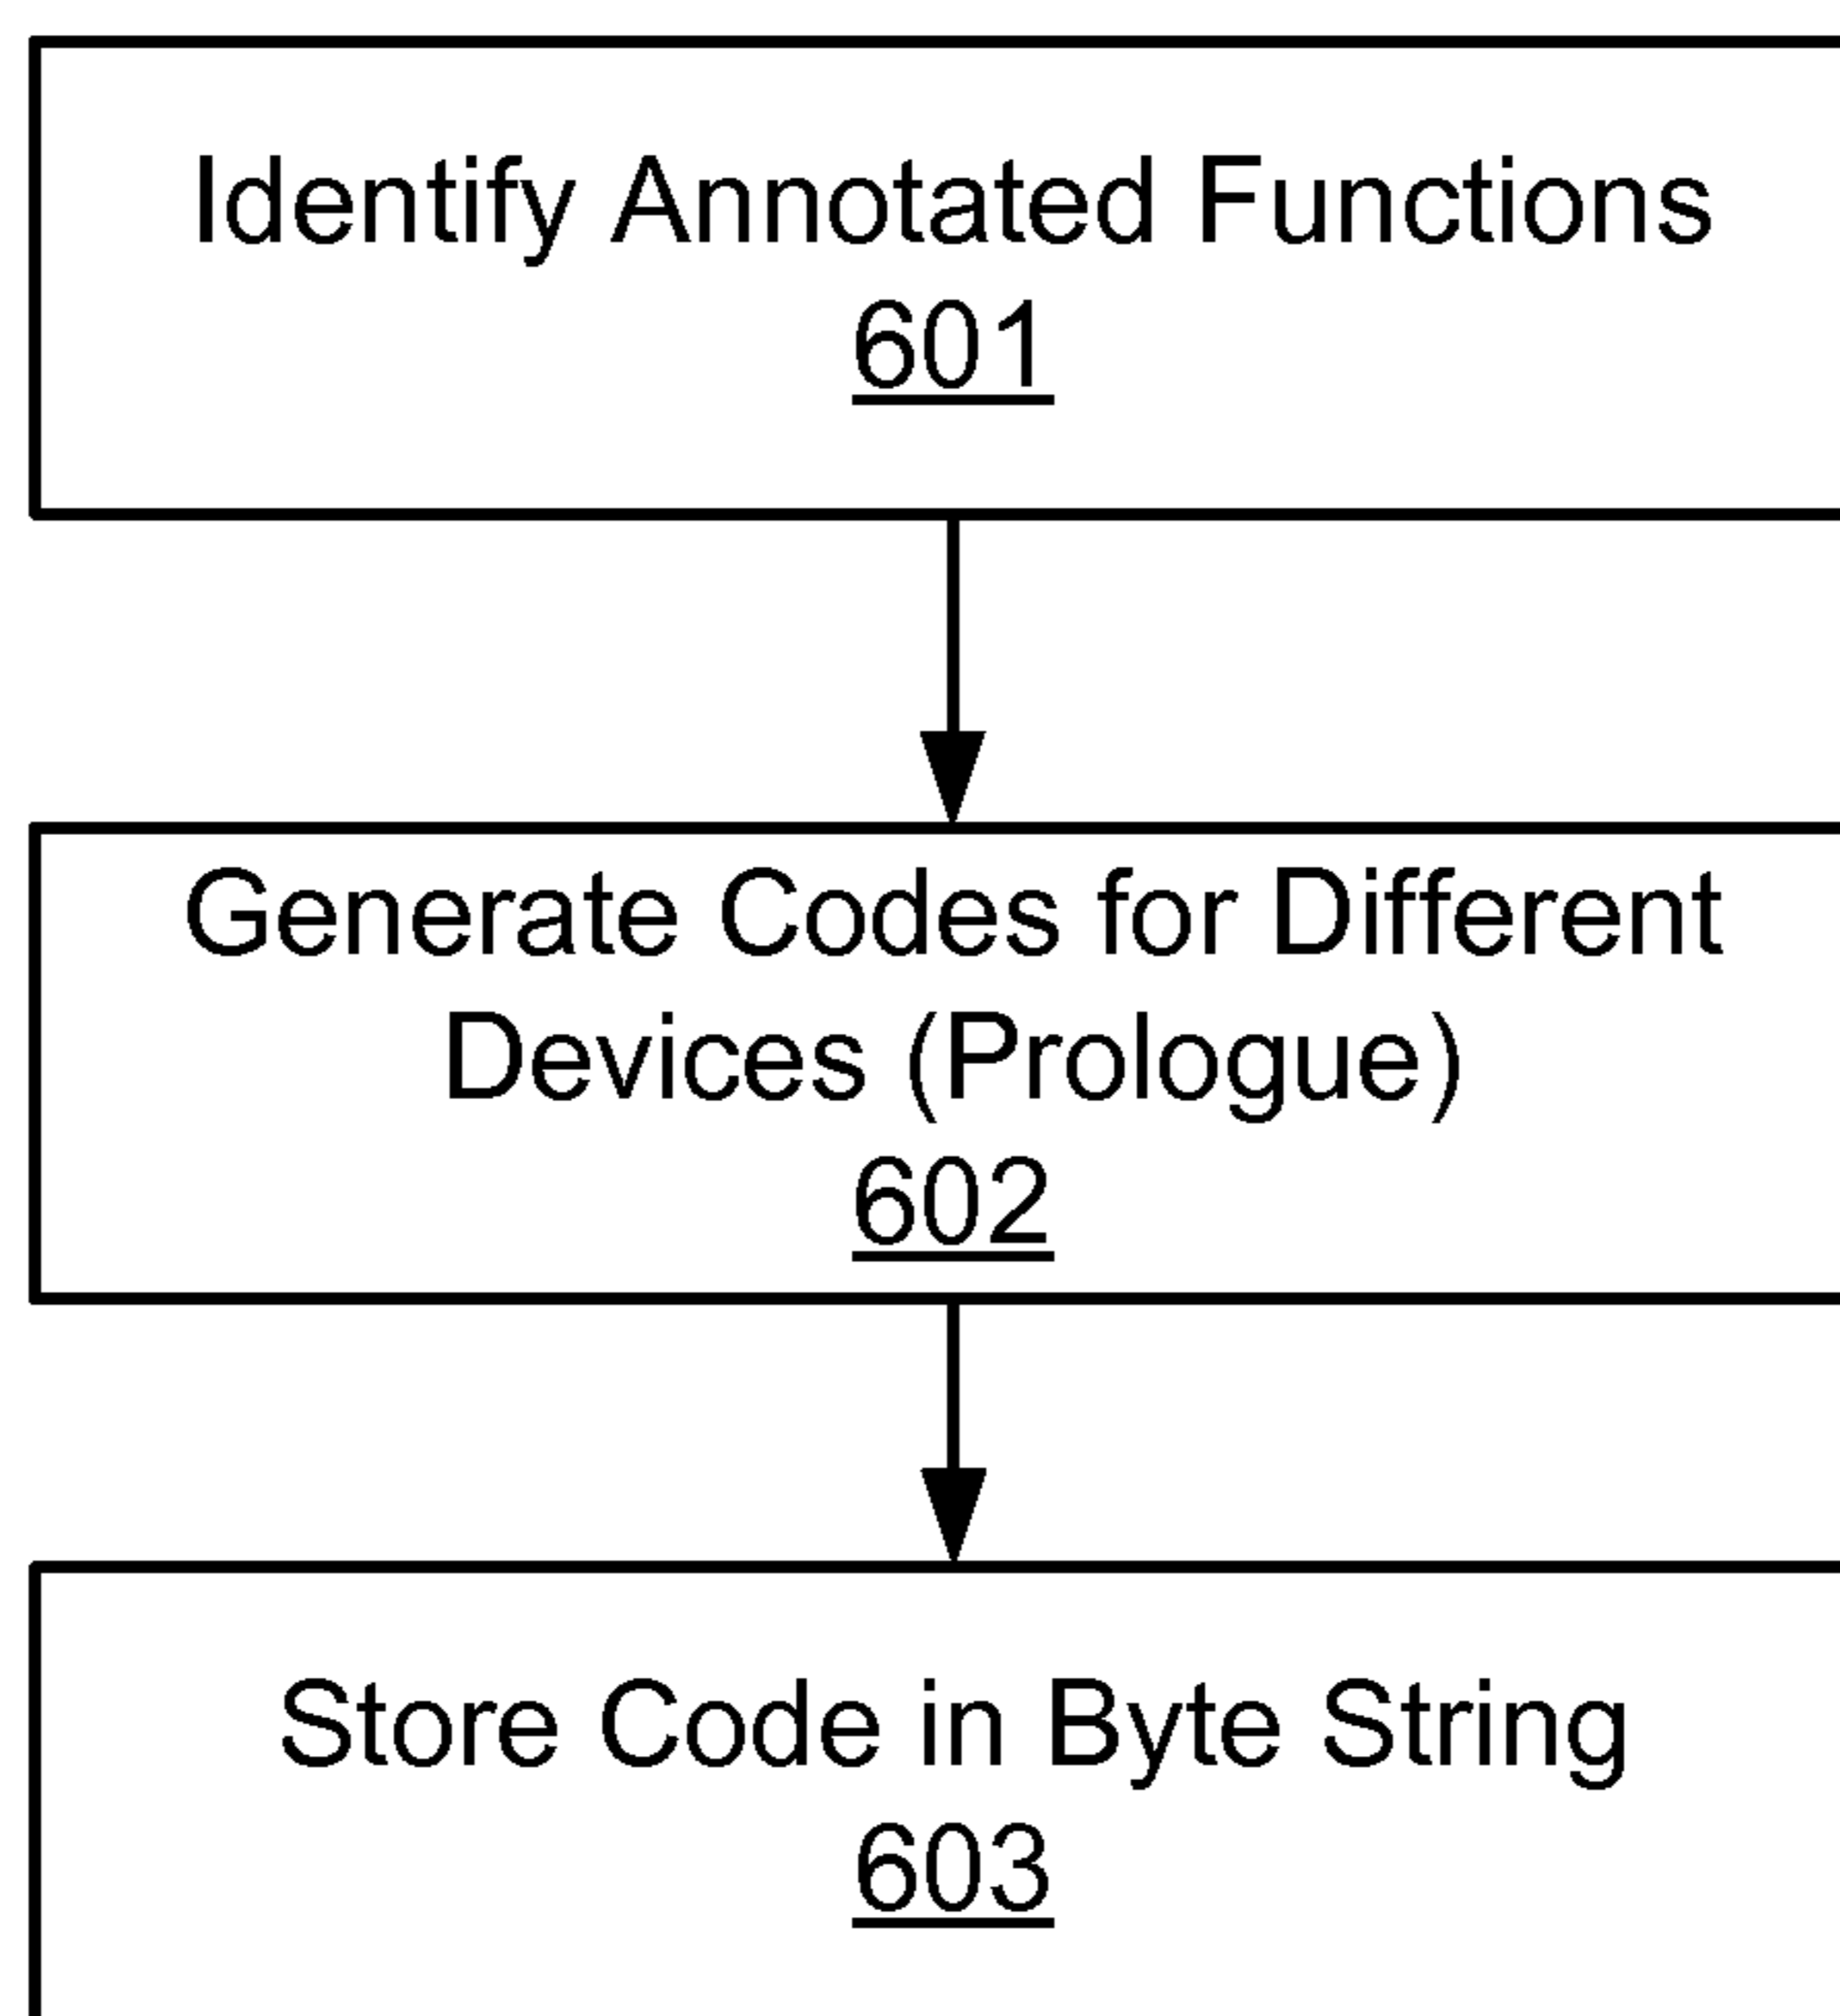 Identify Annotated Functions
601
Generate Codes for Different
Devices (Prologue)
602
Store Code in Byte String
603